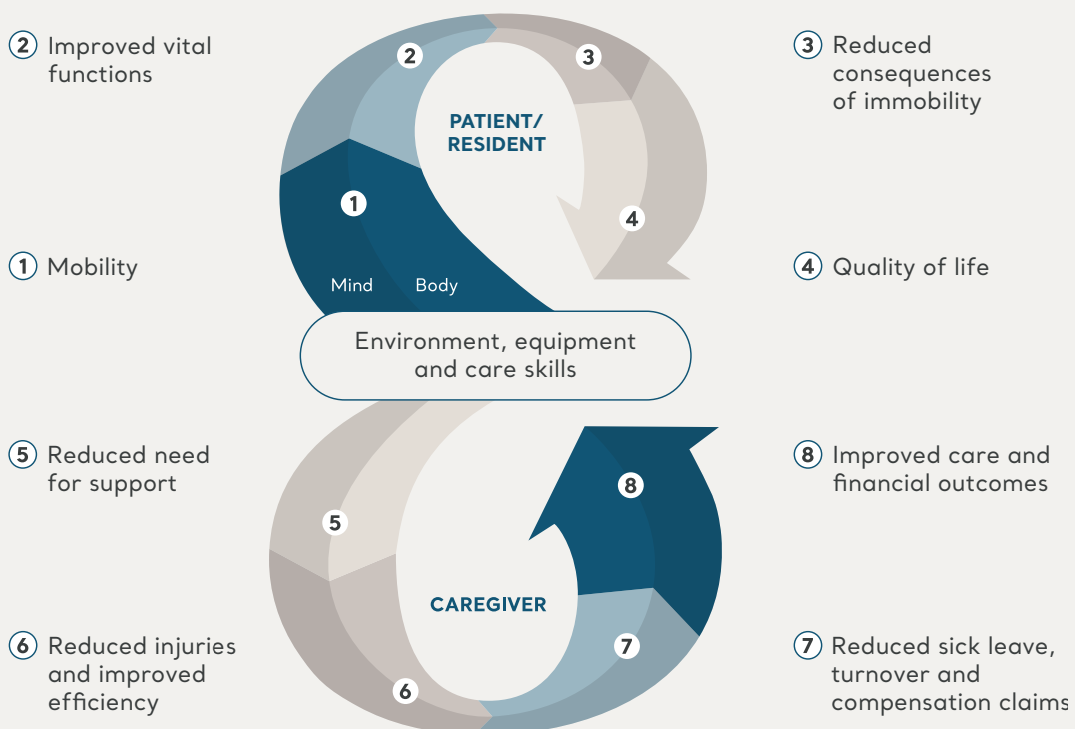 2 Improved vital
functions
2
3
3 Reduced
consequences
of immobility
PATIENT/
RESIDENT
1
4
1 Mobility
Mind Body
4 Quality of life
Environment, equipment
and care skills
5 Reduced need
for support
8
8 Improved care and
financial outcomes
5
CAREGIVER
6 Reduced injuries
and improved
efficiency
7
6
7 Reduced sick leave,
turnover and
compensation claims